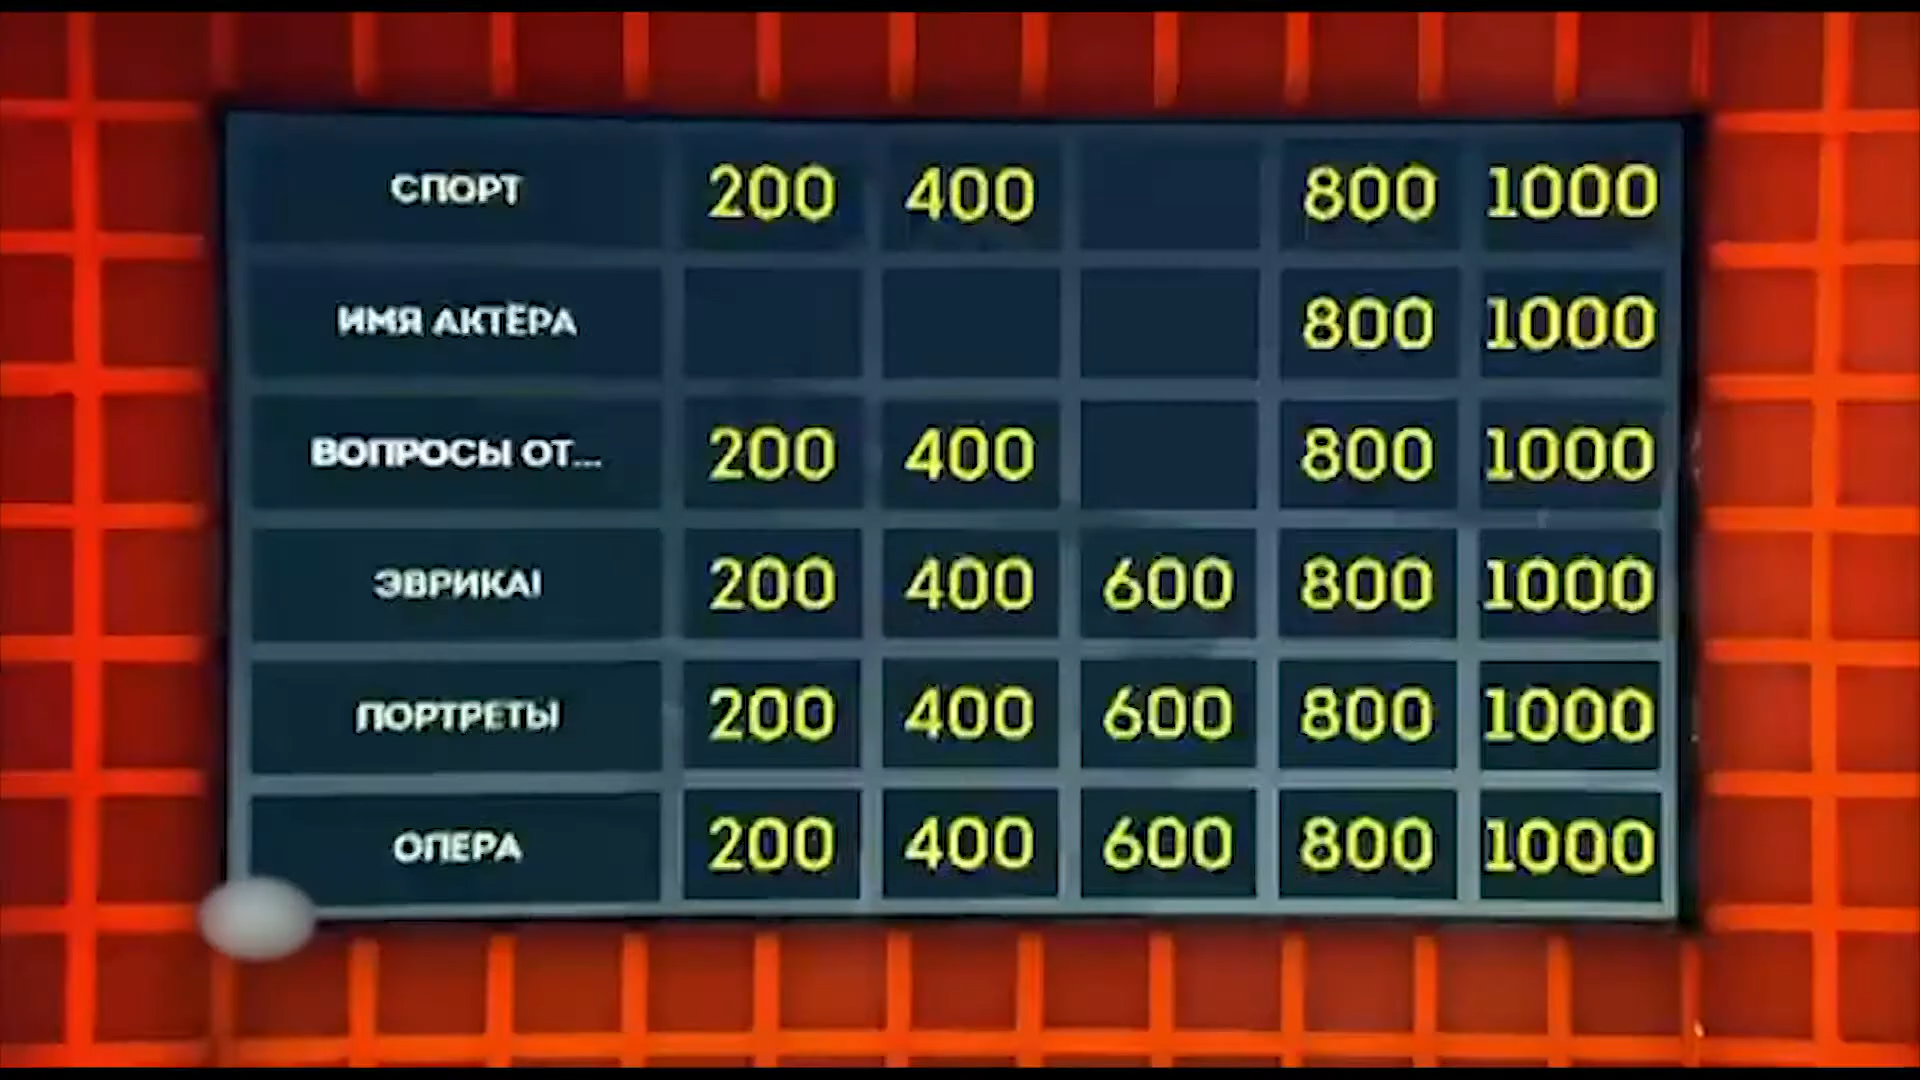 СПОРТ 200 400 800 1000
ИМЯ АКТЁРА 800 1000
ВОПРОСЫ ОТ... 200 400 800 1000
ЭВРИКА! 200 400 600 800 1000
ПОРТРЕТЫ 200 400 600 800 1000
ОПЕРА 200 400 600 800 1000